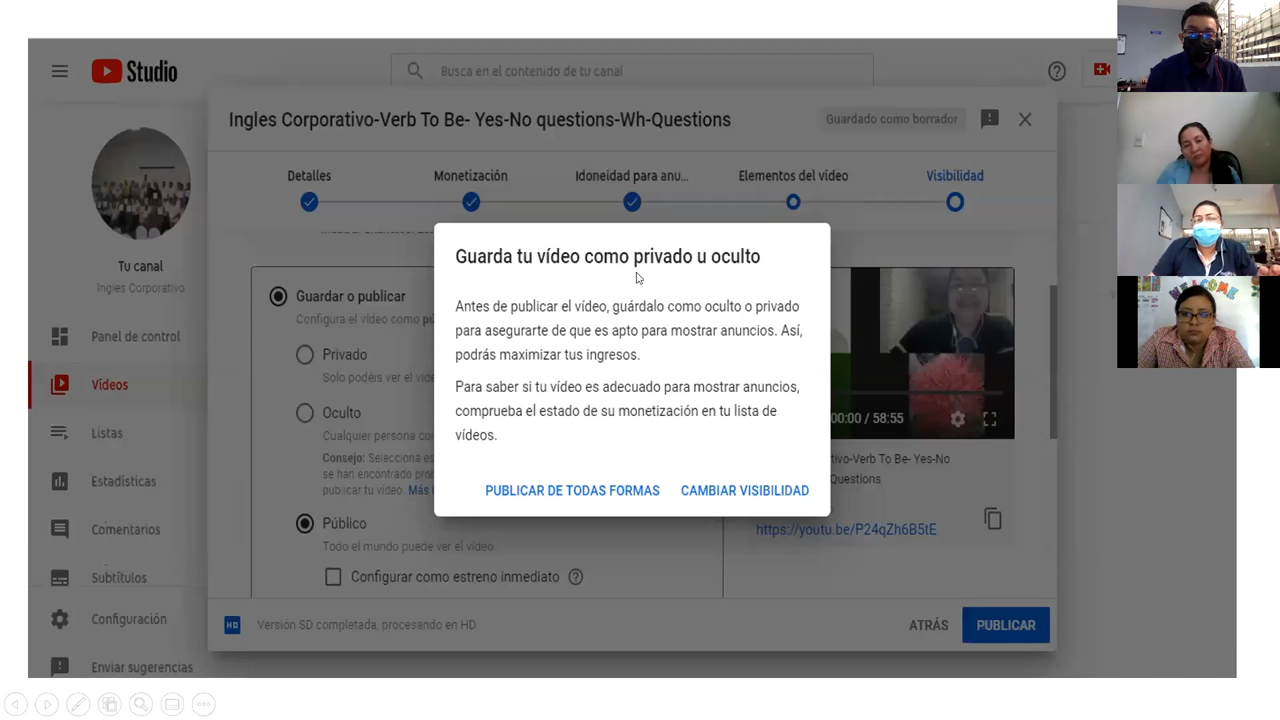 Studio
Busca en el contenido de tu canal
Ingles Corporativo-Verb To Be- Yes-No questions-Wh-Questions
Guardado como borrador
Detalles
Monetización
Idoneidad para anu...
Elementos del vídeo
Visibilidad
Tu canal
Ingles Corporativo
Panel de control
Vídeos
Listas
Estadísticas
Comentarios
Subtítulos
Configuración
Enviar sugerencias
Guardar o publicar
Configura el vídeo como
Privado
Solo podéis ver el
Oculto
Cualquier persona
Consejo: Selecciona
se han encontrado
publicar tu vídeo.
Público
Todo el mundo puede ver el vídeo
Configurar como estreno inmediato
Guarda tu vídeo como privado u oculto
Antes de publicar el vídeo, guárdalo como oculto o privado
para asegurarte de que es apto para mostrar anuncios. Así,
podrás maximizar tus ingresos.
Para saber si tu vídeo es adecuado para mostrar anuncios,
comprueba el estado de su monetización en tu lista de
vídeos.
PUBLICAR DE TODAS FORMAS
CAMBIAR VISIBILIDAD
00:00 / 58:55
To Be- Yes-No
Questions
https://youtu.be/P24qZh6B5tE
HD
Versión SD completada, procesando en HD
ATRÁS
PUBLICAR
WELCOME